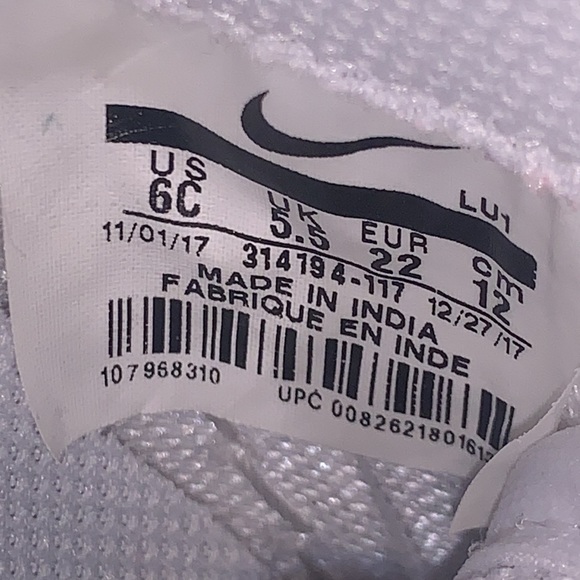 LU1
US UK EUR cm
6C 5.5 22 12
11/01/17 314194-117 12/27/17
MADE IN INDIA
FABRIQUE EN INDE
107968310 UPC